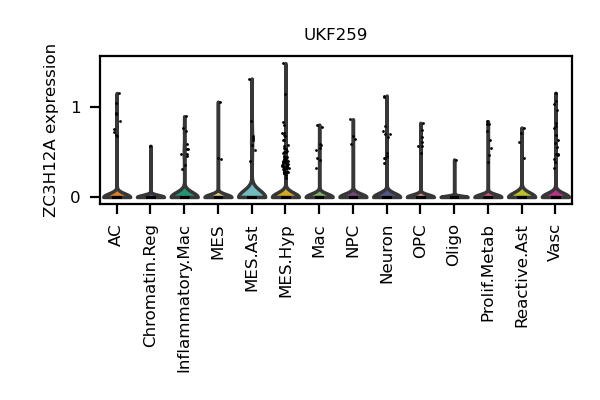 UKF259
ZC3H12A expression
1
0
AC
Chromatin.Reg
Inflammatory.Mac
MES
MES.Ast
MES.Hyp
Mac
NPC
Neuron
OPC
Oligo
Prolif.Metab
Reactive.Ast
Vasc